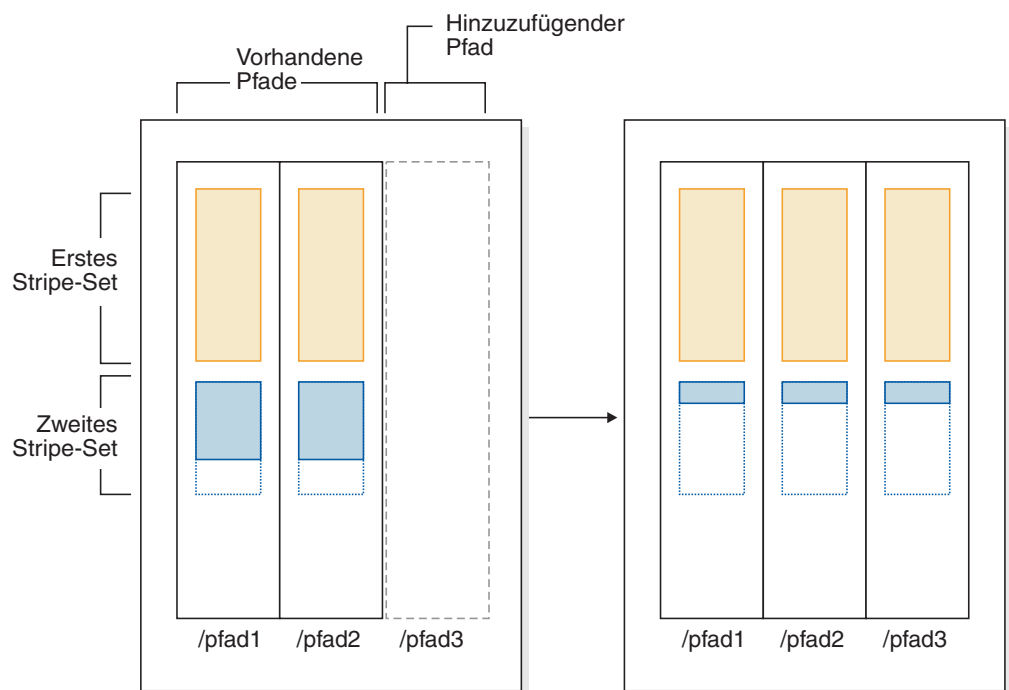 Hinzuzufügender
Pfad
Vorhandene
Pfade
Erstes
Stripe-Set
Zweites
Stripe-Set
/pfad1 /pfad2 /pfad3
/pfad1 /pfad2 /pfad3